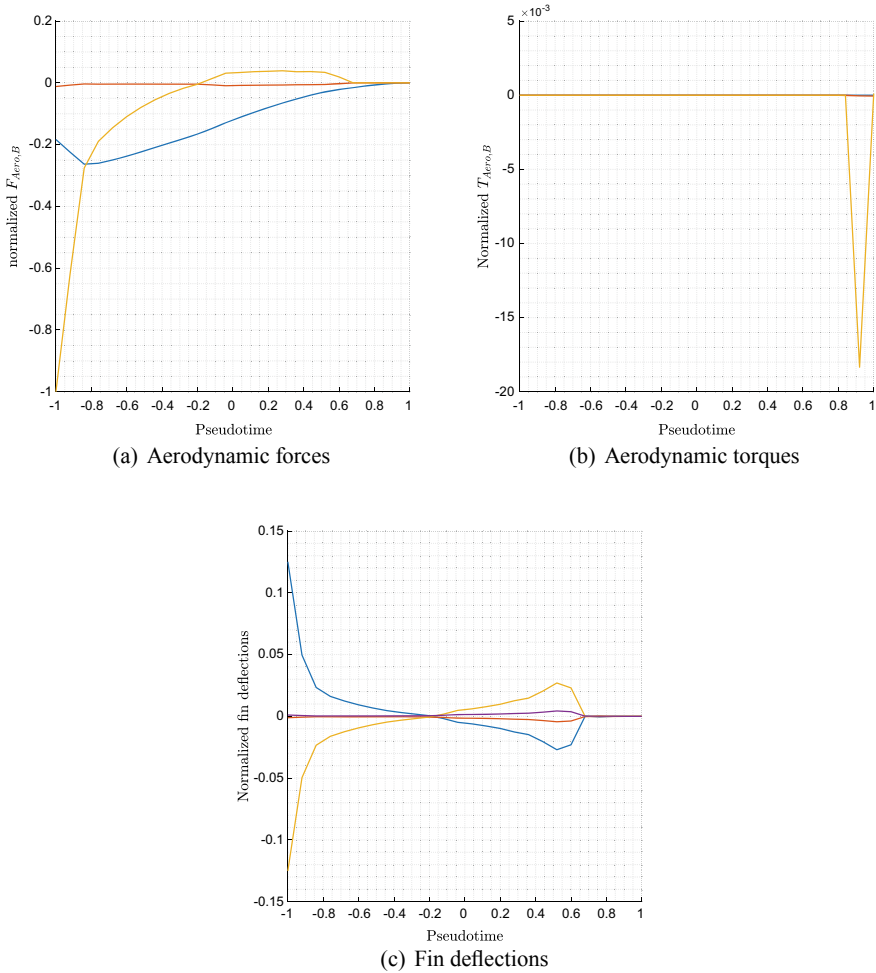 0.2
0
-0.2
-0.4
-0.6
-0.8
-1
normalized F_{Aero,B}
-1 -0.8 -0.6 -0.4 -0.2 0 0.2 0.4 0.6 0.8 1
Pseudotime
(a) Aerodynamic forces
×10^{-3}
5
0
-5
-10
-15
-20
Normalized T_{Aero,B}
-1 -0.8 -0.6 -0.4 -0.2 0 0.2 0.4 0.6 0.8 1
Pseudotime
(b) Aerodynamic torques
0.15
0.1
0.05
0
-0.05
-0.1
-0.15
Normalized fin deflections
-1 -0.8 -0.6 -0.4 -0.2 0 0.2 0.4 0.6 0.8 1
Pseudotime
(c) Fin deflections